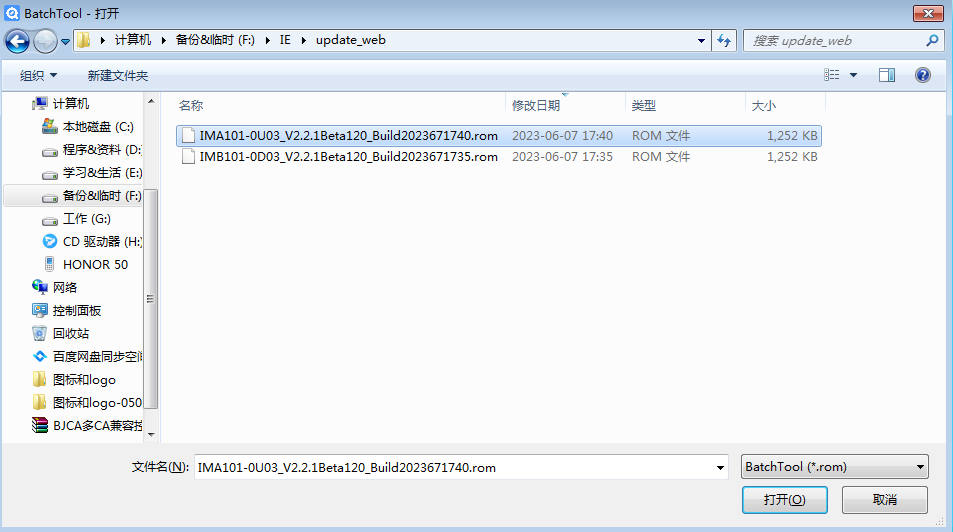 BatchTool - 打开
计算机 备份&临时 (F:) IE update_web
搜索 update_web
组织 新建文件夹
计算机
本地磁盘 (C:)
程序&资料 (D:
学习&生活 (E:)
备份&临时 (F:)
工作 (G:)
CD 驱动器 (H:
HONOR 50
网络
控制面板
回收站
百度网盘同步空间
图标和logo
图标和logo-050
BJCA多CA兼容控
名称 修改日期 类型 大小
IMA101-0U03_V2.2.1Beta120_Build2023671740.rom 2023-06-07 17:40 ROM 文件 1,252 KB
IMB101-0D03_V2.2.1Beta120_Build2023671735.rom 2023-06-07 17:35 ROM 文件 1,252 KB
文件名(N): IMA101-0U03_V2.2.1Beta120_Build2023671740.rom BatchTool (*.rom)
打开(O) 取消